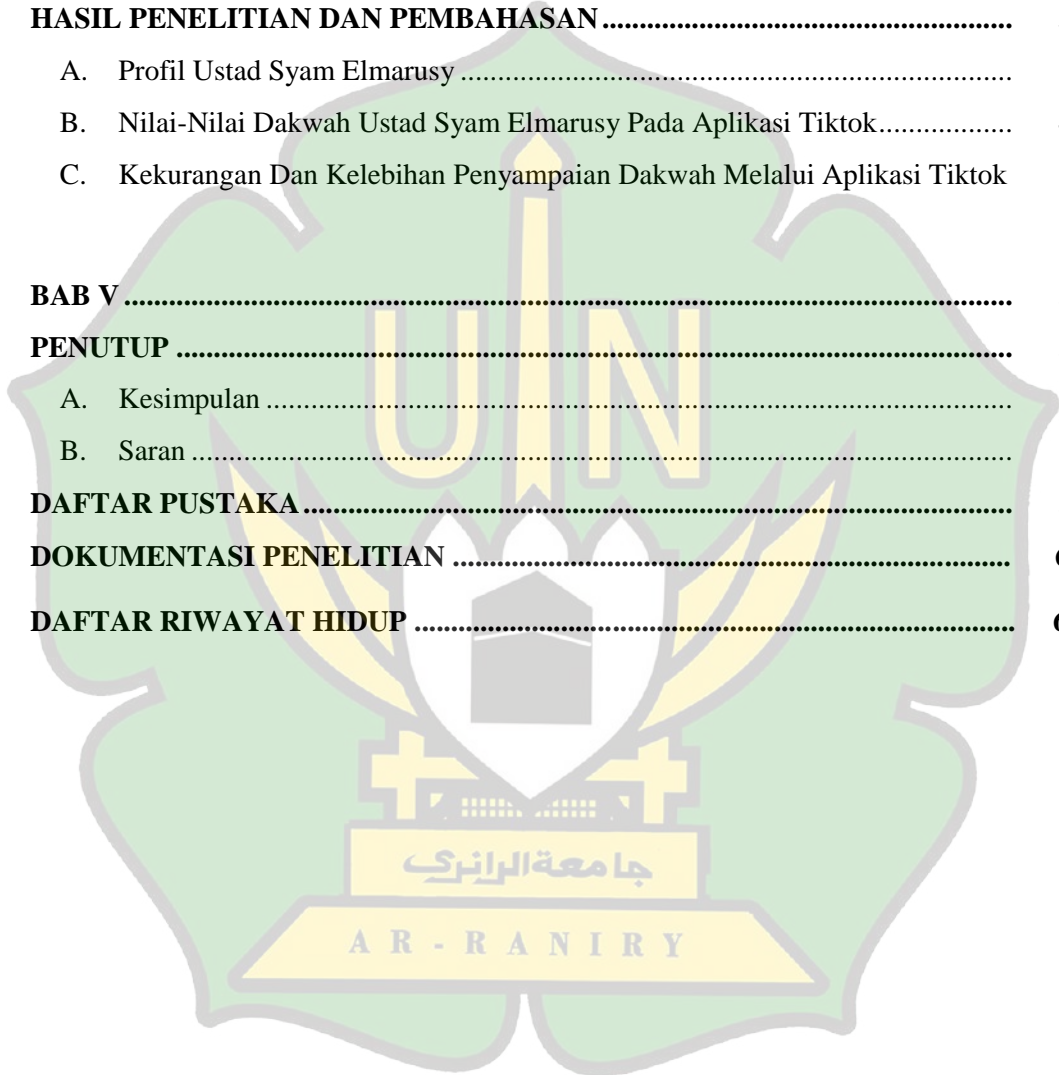 HASIL PENELITIAN DAN PEMBAHASAN ........................................................
A. Profil Ustad Syam Elmarusy ..........................................................................
B. Nilai-Nilai Dakwah Ustad Syam Elmarusy Pada Aplikasi Tiktok..................
C. Kekurangan Dan Kelebihan Penyampaian Dakwah Melalui Aplikasi Tiktok
BAB V ........................................................................................................................
PENUTUP .................................................................................................................
A. Kesimpulan ....................................................................................................
B. Saran ..............................................................................................................
DAFTAR PUSTAKA ................................................................................................
DOKUMENTASI PENELITIAN ...........................................................................
DAFTAR RIWAYAT HIDUP ................................................................................
UIN
جامعة الرانري
AR-RANIRY